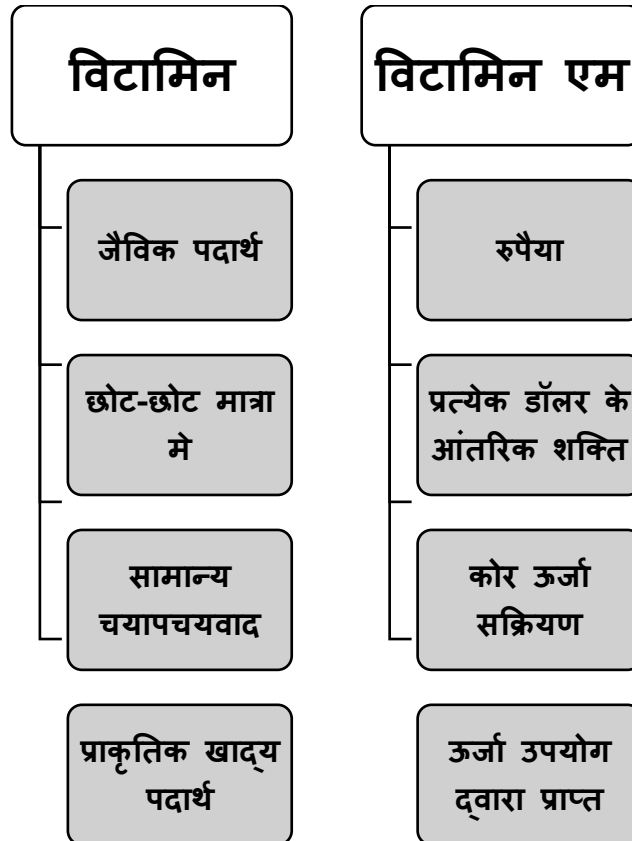 विटामिन
जैविक पदार्थ
छोट-छोट मात्रा
मे
सामान्य
चयापचयवाद
प्राकृतिक खाद्य
पदार्थ
विटामिन एम
रुपैया
प्रत्येक डॉलर के
आंतरिक शक्ति
कोर ऊर्जा
सक्रियण
ऊर्जा उपयोग
द्वारा प्राप्त